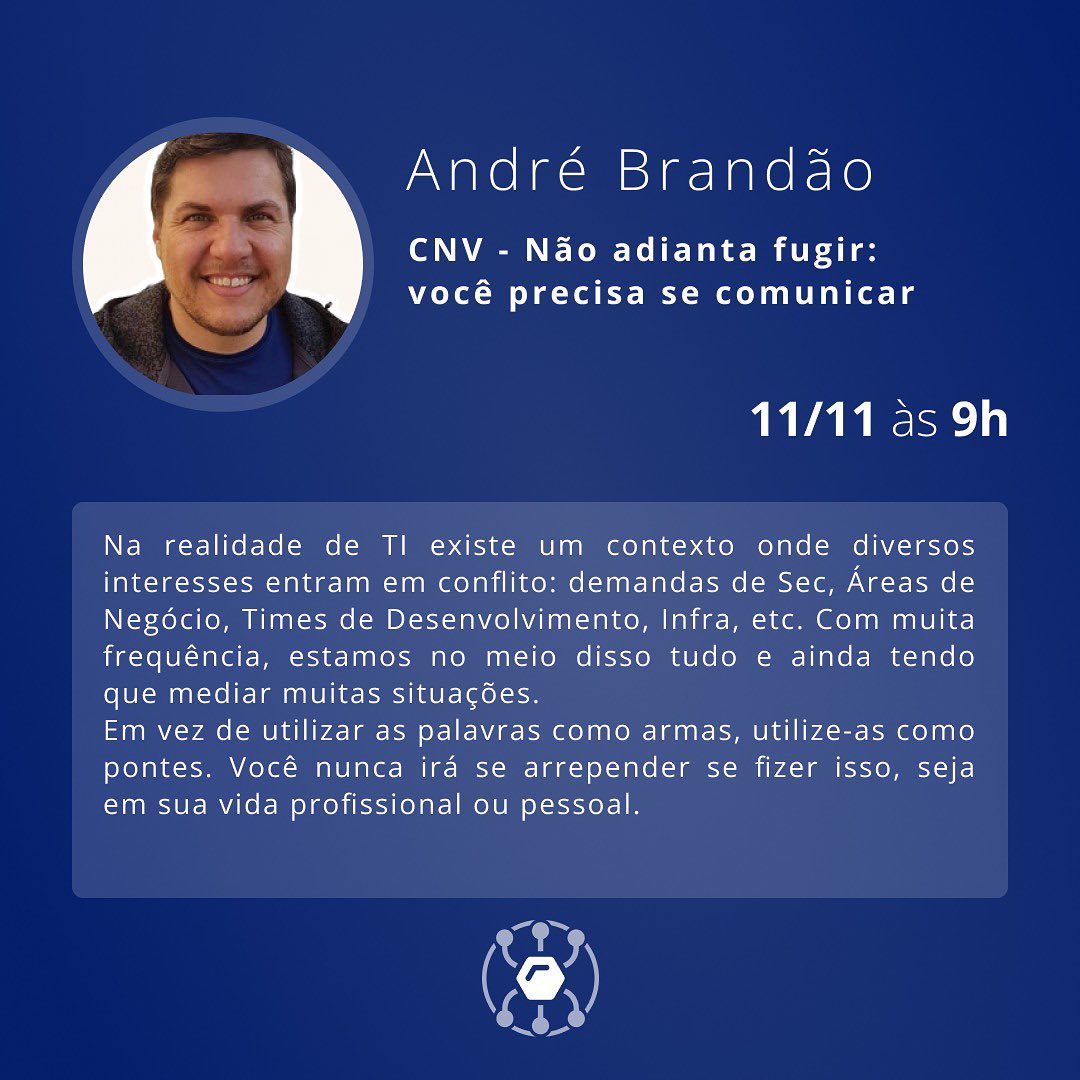 André Brandão
CNV - Não adianta fugir:
você precisa se comunicar
11/11 às 9h
Na realidade de TI existe um contexto onde diversos
interesses entram em conflito: demandas de Sec, Áreas de
Negócio, Times de Desenvolvimento, Infra, etc. Com muita
frequência, estamos no meio disso tudo e ainda tendo
que mediar muitas situações.
Em vez de utilizar as palavras como armas, utilize-as como
pontes. Você nunca irá se arrepender se fizer isso, seja
em sua vida profissional ou pessoal.